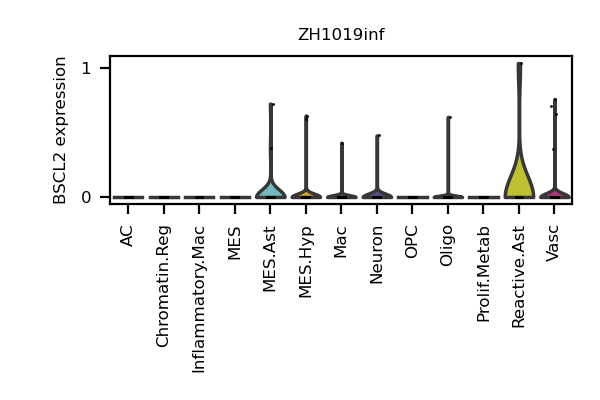 ZH1019inf
BSCL2 expression
1
0
AC
Chromatin.Reg
Inflammatory.Mac
MES
MES.Ast
MES.Hyp
Mac
Neuron
OPC
Oligo
Prolif.Metab
Reactive.Ast
Vasc